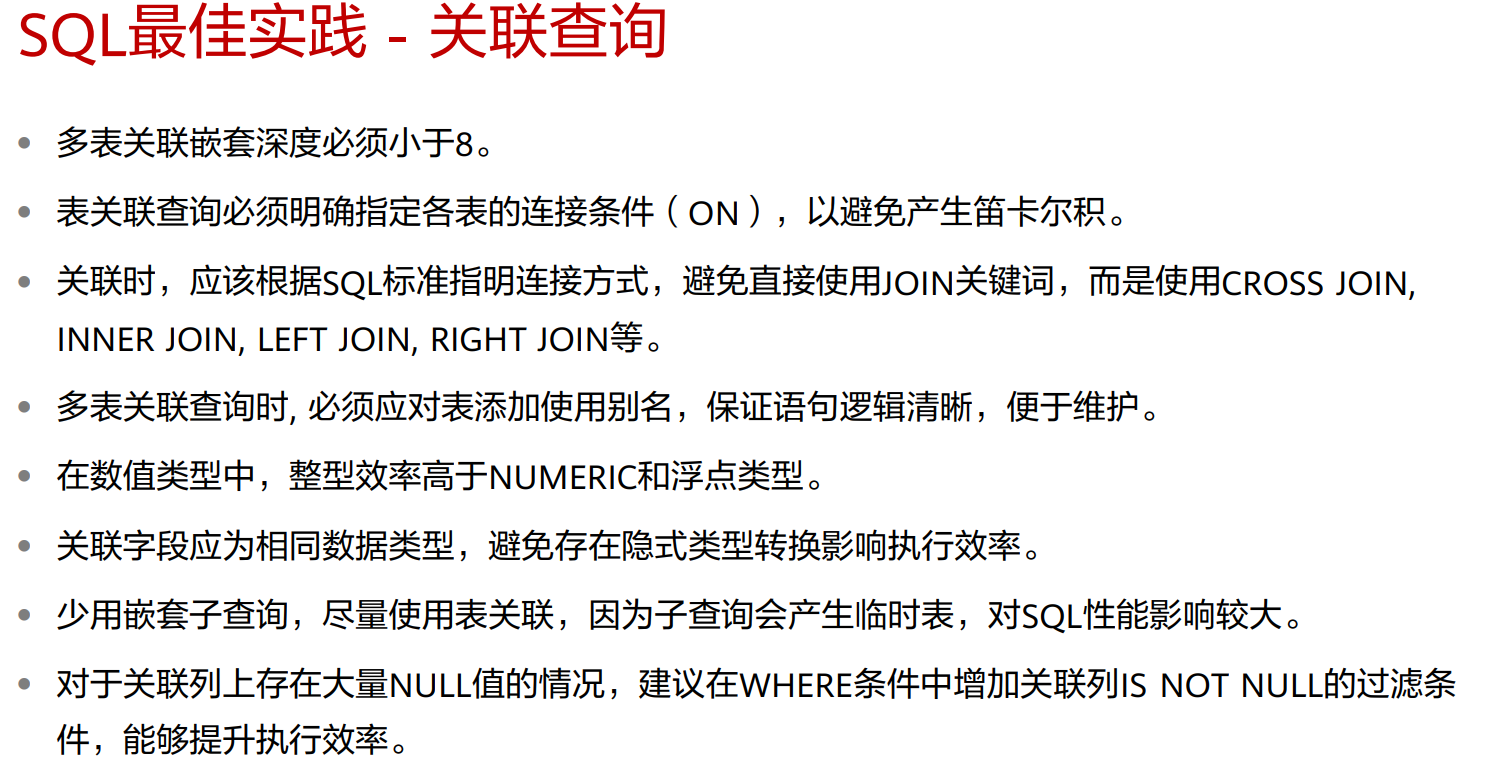 SQL最佳实践 - 关联查询
• 多表关联嵌套深度必须小于8。
• 表关联查询必须明确指定各表的连接条件（ON），以避免产生笛卡尔积。
• 关联时，应该根据SQL标准指明连接方式，避免直接使用JOIN关键词，而是使用CROSS JOIN,
INNER JOIN, LEFT JOIN, RIGHT JOIN等。
• 多表关联查询时, 必须应对表添加使用别名，保证语句逻辑清晰，便于维护。
• 在数值类型中，整型效率高于NUMERIC和浮点类型。
• 关联字段应为相同数据类型，避免存在隐式类型转换影响执行效率。
• 少用嵌套子查询，尽量使用表关联，因为子查询会产生临时表，对SQL性能影响较大。
• 对于关联列上存在大量NULL值的情况，建议在WHERE条件中增加关联列IS NOT NULL的过滤条
件，能够提升执行效率。